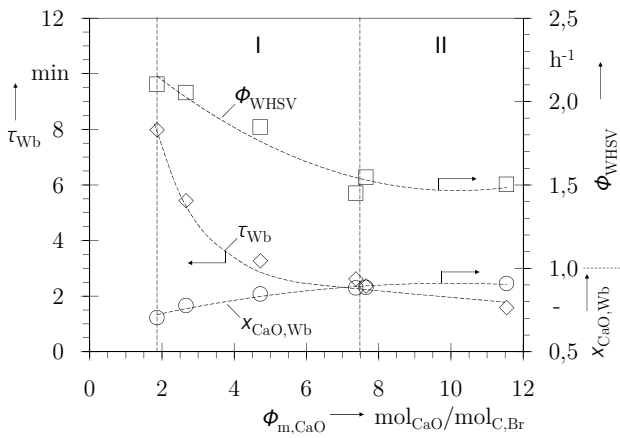 12
I
II
2,5
min
h⁻¹
10
ϕWHSV
2,0
τWb
8
ϕWHSV
6
1,5
4
τWb
1,0
2
-
xCaO,Wb
xCaO,Wb
0
0,5
0
2
4
6
8
10
12
ϕm,CaO
molCaO/molC,Br